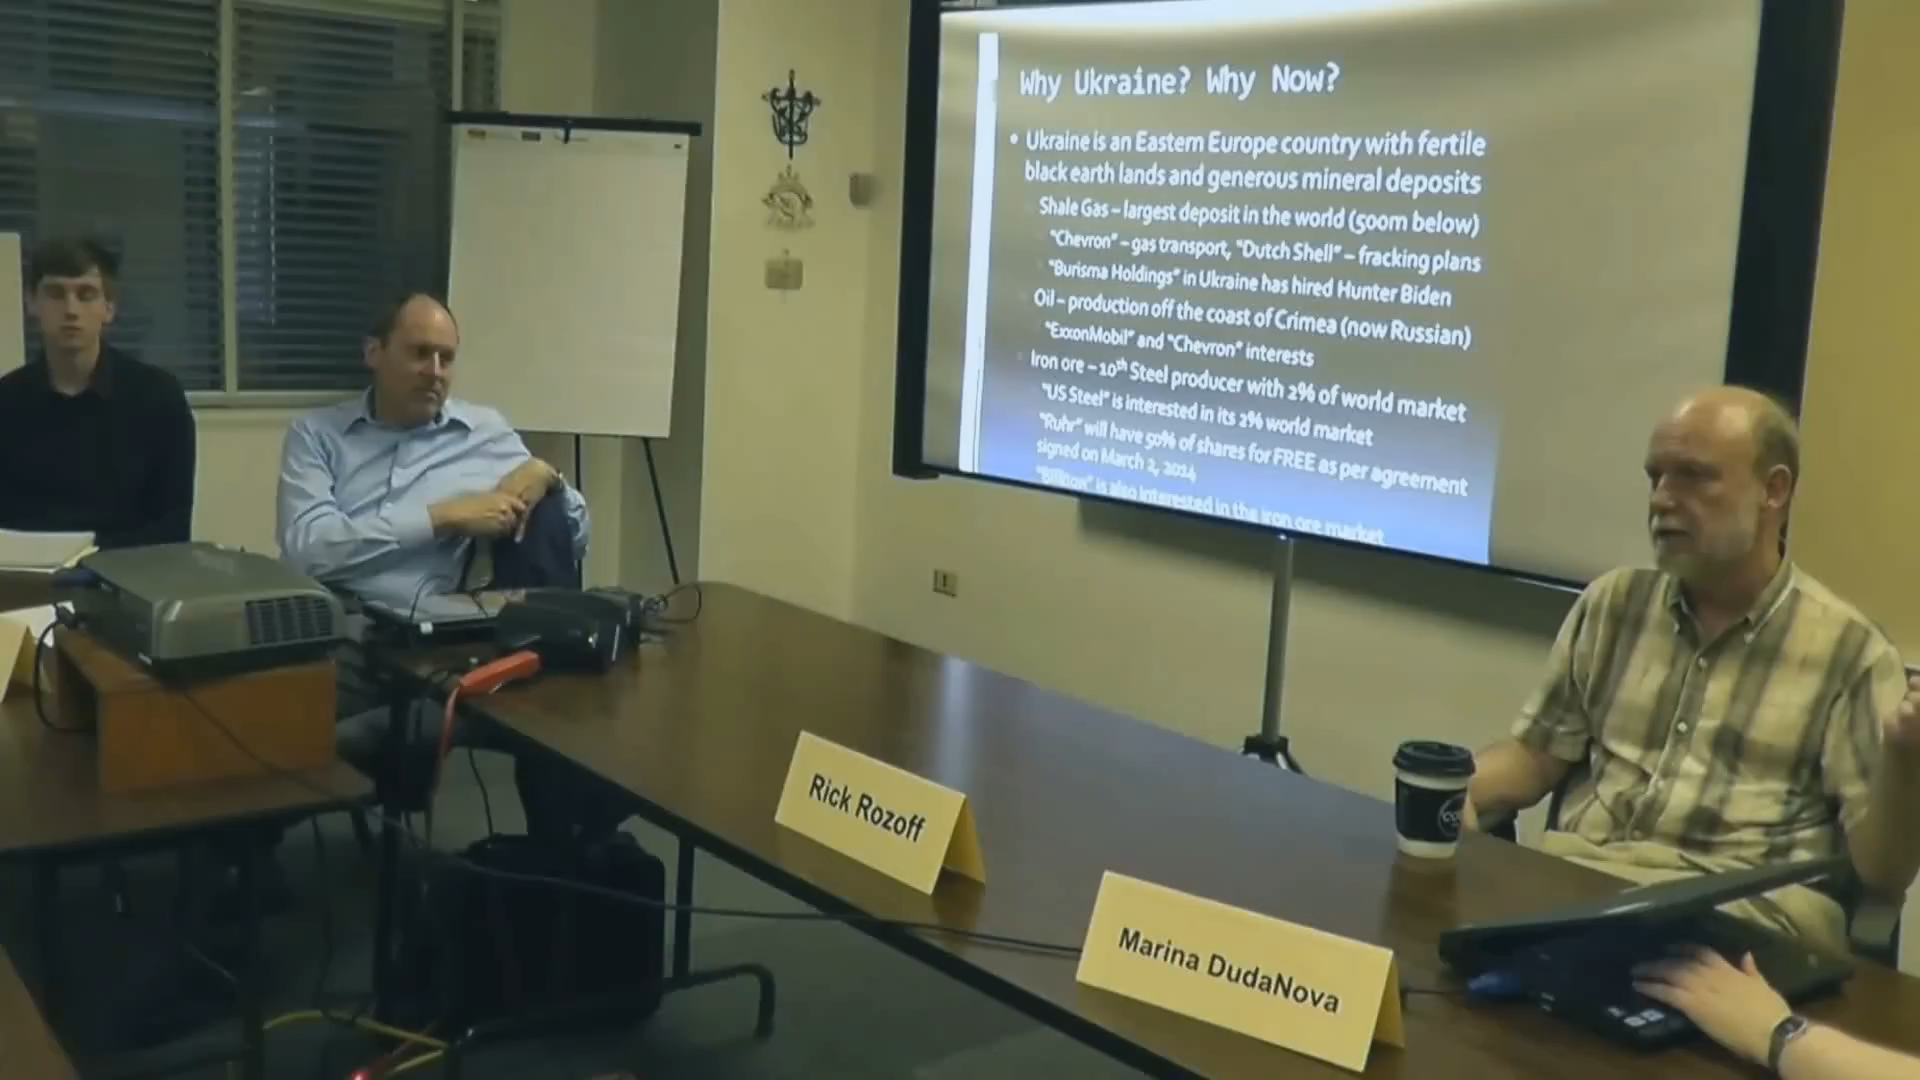 Why Ukraine? Why Now?
• Ukraine is an Eastern Europe country with fertile
black earth lands and generous mineral deposits
Shale Gas – largest deposit in the world (500m below)
"Chevron" – gas transport, "Dutch Shell" – fracking plans
"Burisma Holdings" in Ukraine has hired Hunter Biden
Oil – production off the coast of Crimea (now Russian)
"ExxonMobil" and "Chevron" interests
Iron ore – 10th Steel producer with 2% of world market
"US Steel" is interested in its 2% world market
"Ruhr" will have 50% of shares for FREE as per agreement
signed on March 2, 2014
is also interested in the iron ore market
Rick Rozoff
Marina DudaNova